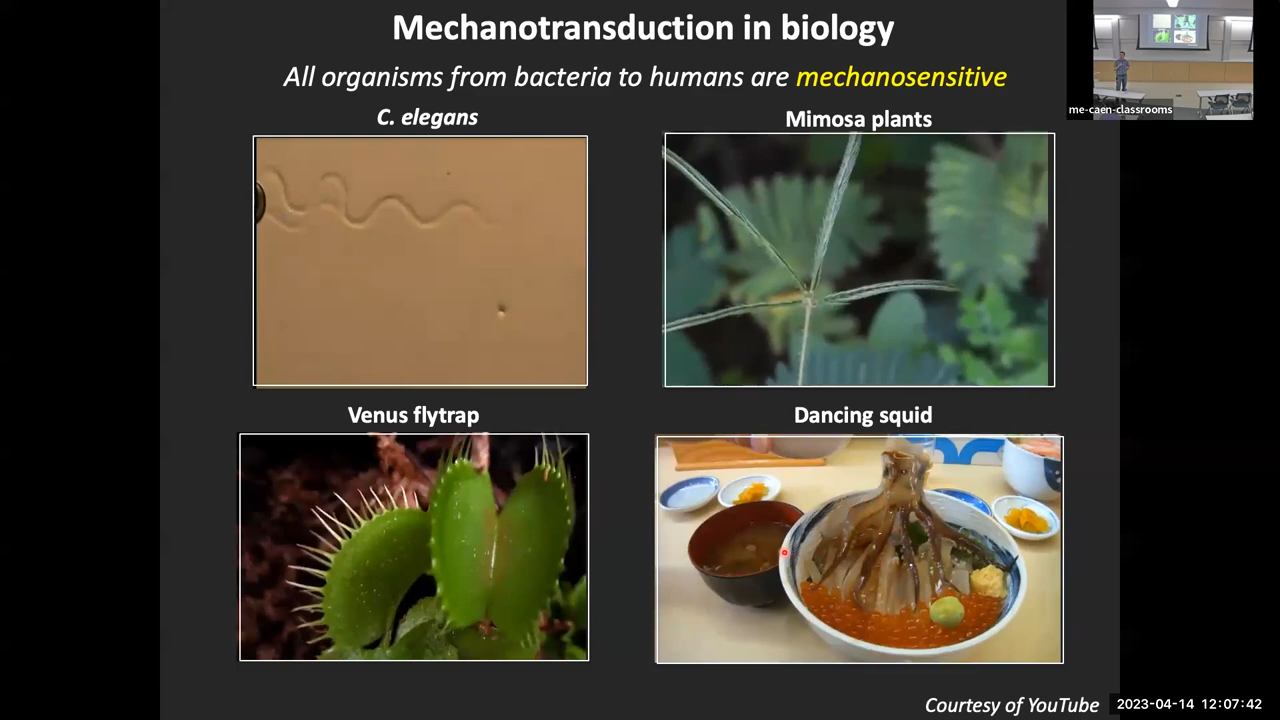 Mechanotransduction in biology
All organisms from bacteria to humans are mechanosensitive
C. elegans
Mimosa plants
Venus flytrap
Dancing squid
Courtesy of YouTube
me-caen-classrooms
2023-04-14 12:07:42